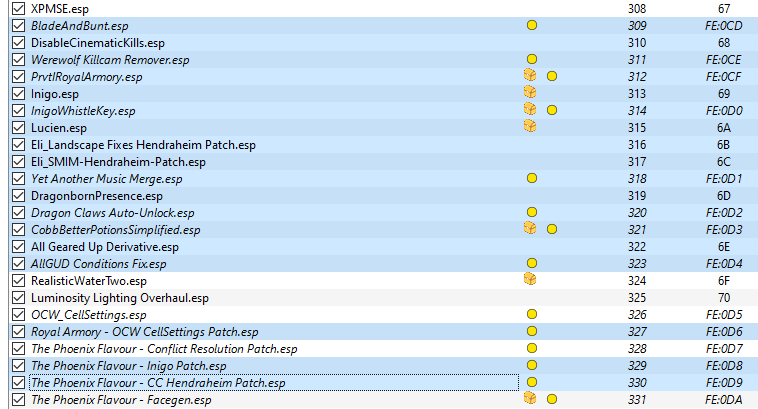 XPMSE.esp 308 67
BladeAndBunt.esp 309 FE:0CD
DisableCinematicKills.esp 310 68
Werewolf Killcam Remover.esp 311 FE:0CE
PrvtIRoyalArmory.esp 312 FE:0CF
Inigo.esp 313 69
InigoWhistleKey.esp 314 FE:0D0
Lucien.esp 315 6A
Eli_Landscape Fixes Hendraheim Patch.esp 316 6B
Eli_SMIM-Hendraheim-Patch.esp 317 6C
Yet Another Music Merge.esp 318 FE:0D1
DragonbornPresence.esp 319 6D
Dragon Claws Auto-Unlock.esp 320 FE:0D2
CobbBetterPotionsSimplified.esp 321 FE:0D3
All Geared Up Derivative.esp 322 6E
AllGUD Conditions Fix.esp 323 FE:0D4
RealisticWaterTwo.esp 324 6F
Luminosity Lighting Overhaul.esp 325 70
OCW_CellSettings.esp 326 FE:0D5
Royal Armory - OCW CellSettings Patch.esp 327 FE:0D6
The Phoenix Flavour - Conflict Resolution Patch.esp 328 FE:0D7
The Phoenix Flavour - Inigo Patch.esp 329 FE:0D8
The Phoenix Flavour - CC Hendraheim Patch.esp 330 FE:0D9
The Phoenix Flavour - Facegen.esp 331 FE:0DA